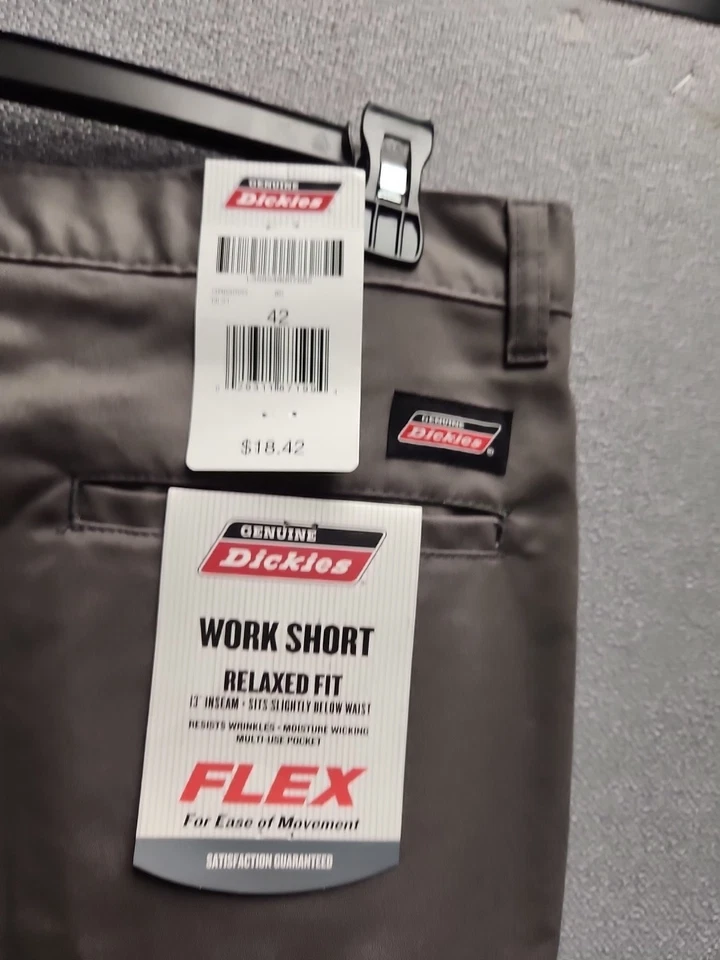 GENUINE
Dickies
42
$18.42
GENUINE
Dickies
®
GENUINE
Dickies
WORK SHORT
RELAXED FIT
13" INSEAM • SITS SLIGHTLY BELOW WAIST
RESISTS WRINKLES • MOISTURE WICKING
MULTI-USE POCKET
FLEX
For Ease of Movement
SATISFACTION GUARANTEED